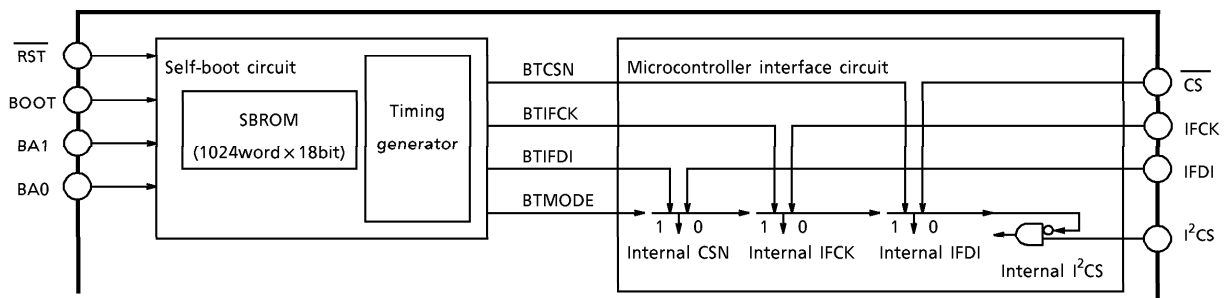 RST
BOOT
BA1
BA0
Self-boot circuit
SBROM
(1024word × 18bit)
Timing
generator
BTCSN
BTIFCK
BTIFDI
BTMODE
Microcontroller interface circuit
1 0
Internal CSN
1 0
Internal IFCK
1 0
Internal IFDI
Internal I²CS
CS
IFCK
IFDI
I²CS